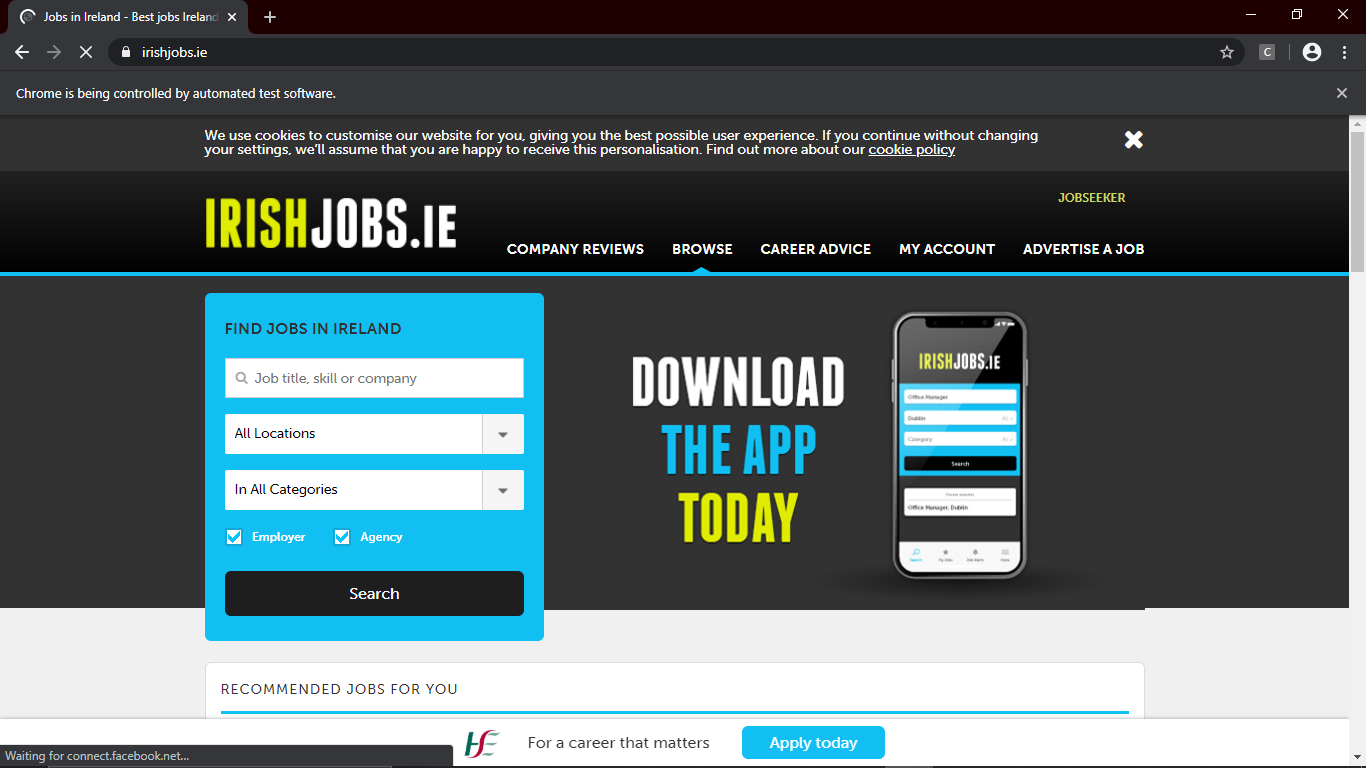 Jobs in Ireland - Best jobs Ireland
irishjobs.ie
C
Chrome is being controlled by automated test software.
We use cookies to customise our website for you, giving you the best possible user experience. If you continue without changing
your settings, we'll assume that you are happy to receive this personalisation. Find out more about our cookie policy
JOBSEEKER
IRISHJOBS.IE
COMPANY REVIEWS BROWSE CAREER ADVICE MY ACCOUNT ADVERTISE A JOB
FIND JOBS IN IRELAND
Job title, skill or company
All Locations
In All Categories
Employer Agency
Search
DOWNLOAD
THE APP
TODAY
IRISHJOBS.IE
Office Manager
Dublin
Category
Search
Office Manager, Dublin
Search My Jobs Job Alerts
RECOMMENDED JOBS FOR YOU
HE
For a career that matters
Apply today
Waiting for connect.facebook.net...